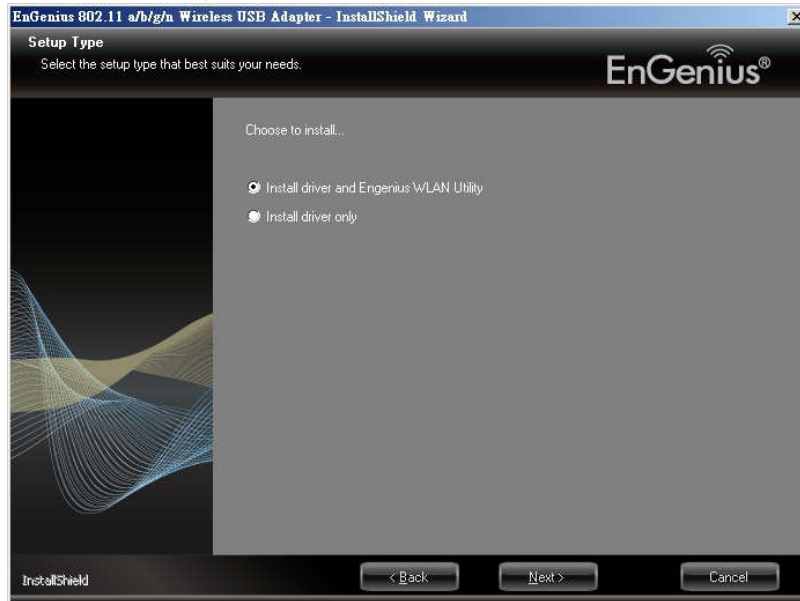 EnGenius 802.11 a/b/g/n Wireless USB Adapter - InstallShield Wizard
Setup Type
Select the setup type that best suits your needs.
EnGenius®
Choose to install...
Install driver and Engenius WLAN Utility
Install driver only
InstallShield
< Back
Next >
Cancel